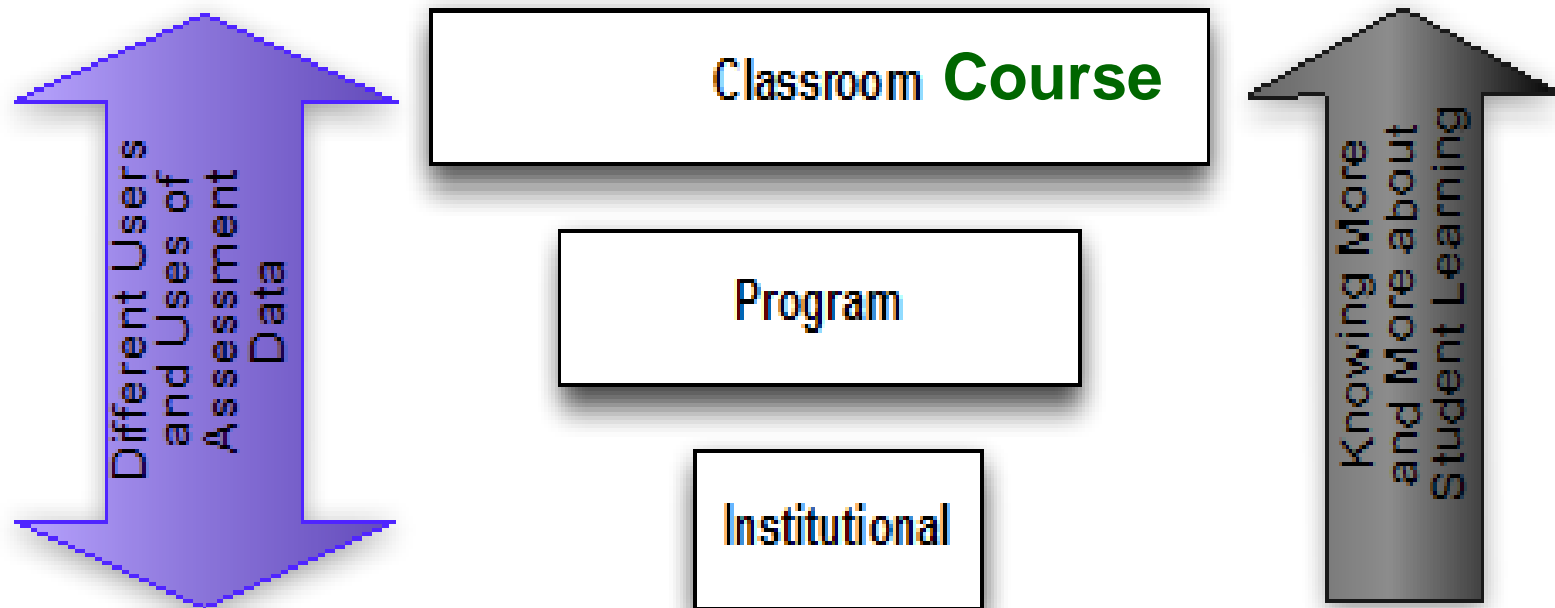 Different Users
and Uses of
Assessment
Data
Classroom Course
Program
Institutional
Knowing More
and More about
Student Learning